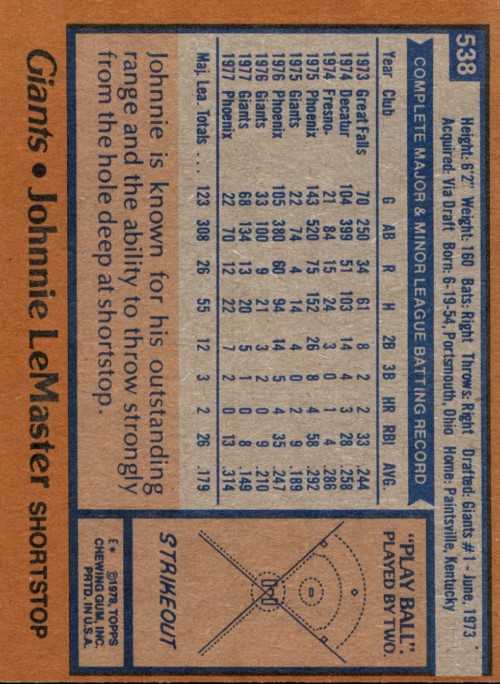 538
Height: 6'2" Weight: 160 Bats: Right Throws: Right Drafted: Giants #1 - June, 1973
Acquired: Via Draft Born: 6-19-54, Portsmouth, Ohio Home: Paintsville, Kentucky
COMPLETE MAJOR & MINOR LEAGUE BATTING RECORD
Year Club G AB R H 2B 3B HR RBI AVG.
1973 Great Falls 70 250 34 61 8 2 2 33 .244
1974 Decatur 104 399 51 103 14 4 3 28 .258
1974 Fresno- 21 84 15 24 3 0 1 4 .286
1975 Phoenix 143 520 75 152 26 8 4 58 .292
1975 Giants 22 74 4 14 4 0 2 9 .189
1976 Phoenix 105 380 60 94 14 5 4 35 .247
1976 Giants 33 100 9 21 3 2 0 9 .210
1977 Giants 68 134 13 20 5 1 0 8 .149
1977 Phoenix 22 70 12 22 7 2 0 13 .314
Maj. Lea. Totals ... 123 308 26 55 12 3 2 26 .179
Johnnie is known for his outstanding
range and the ability to throw strongly
from the hole deep at shortstop.
"PLAY BALL".
PLAYED BY TWO.
STRIKEOUT
E* ©1978 TOPPS
CHEWING GUM, INC.
PRTD. IN U.S.A.
Giants • Johnnie LeMaster SHORTSTOP